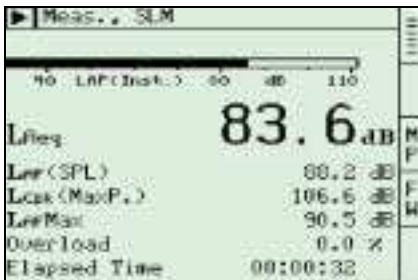 Meas., SLM
40 LAF(Inst.) 80 dB 110
LAeq 83.6 dB
LAF(SPL) 88.2 dB
LCpk(MaxP.) 106.6 dB
LAFMax 90.5 dB
Overload 0.0 %
Elapsed Time 00:00:32